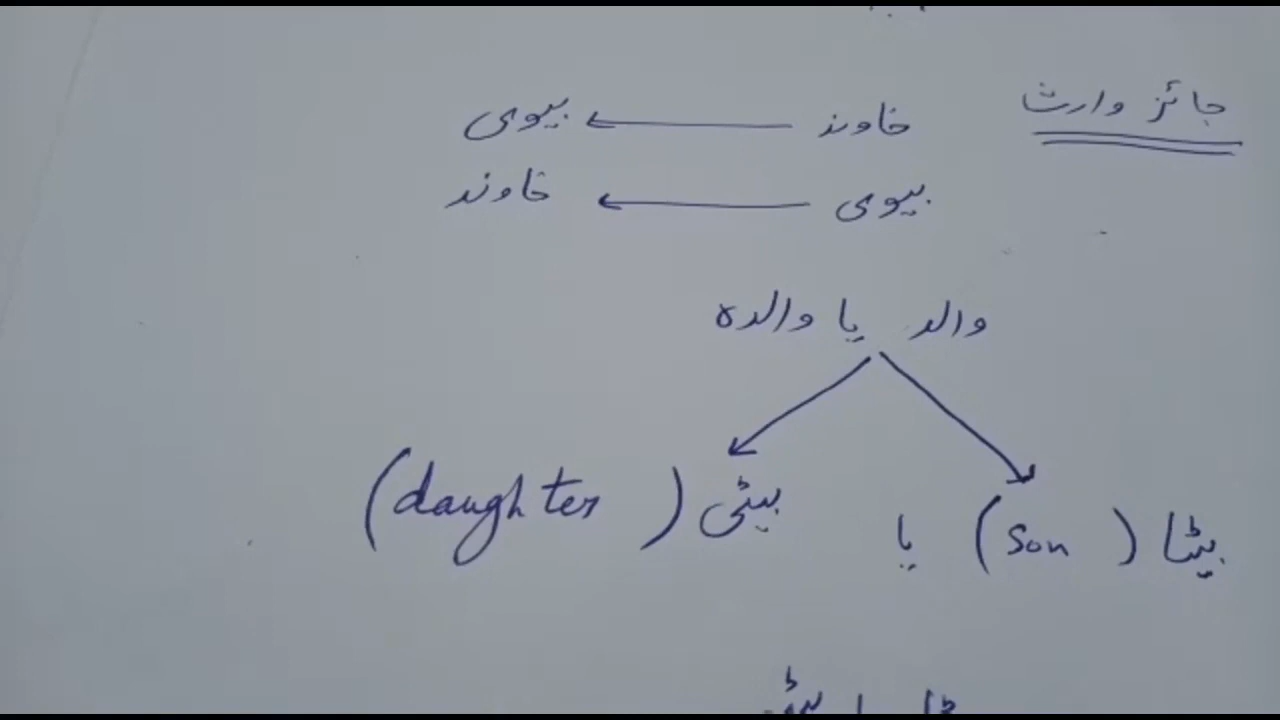 جائز وارث
خاوند ← بیوی
بیوی ← خاوند
والد یا والدہ
بیٹا (son) یا بیٹی (daughter)